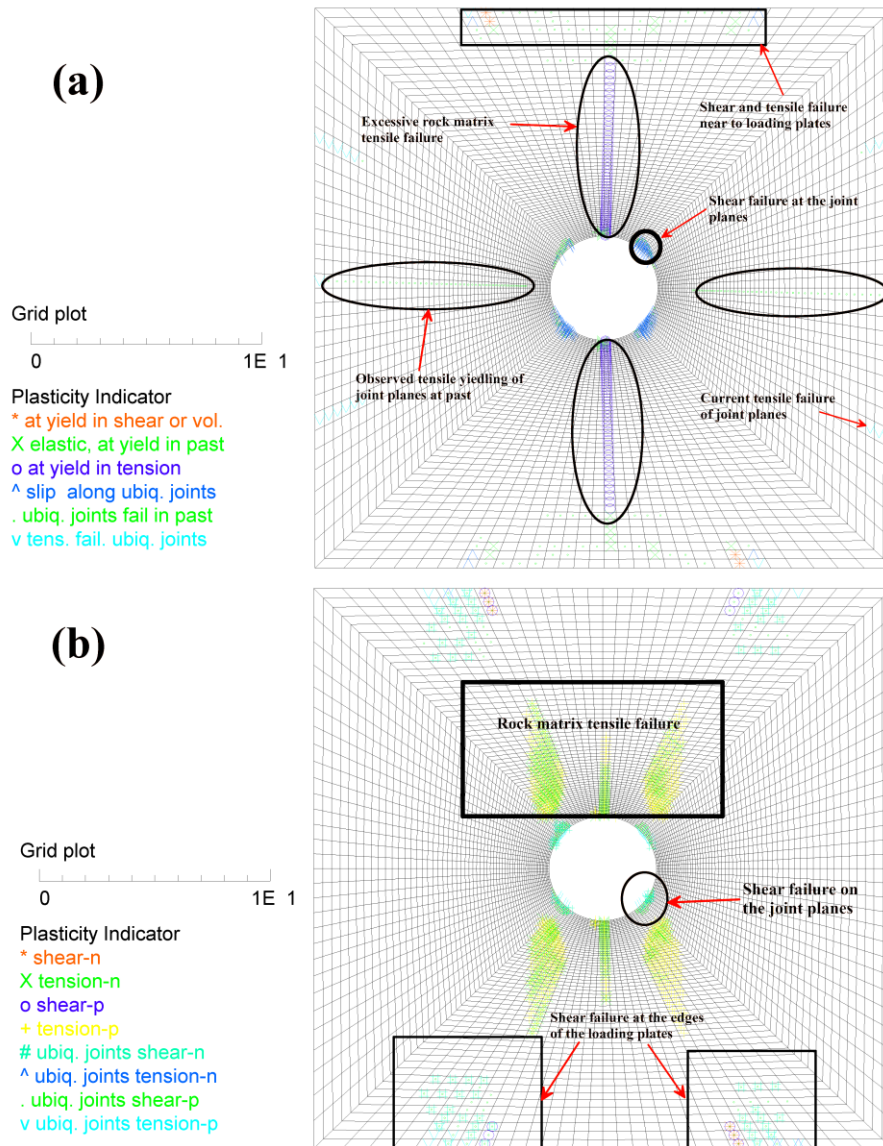 (a)
Excessive rock matrix
tensile failure
Shear and tensile failure
near to loading plates
Shear failure at the joint
planes
Observed tensile yiedling of
joint planes at past
Current tensile failure
of joint planes
Grid plot
0 1E 1
Plasticity Indicator
* at yield in shear or vol.
X elastic, at yield in past
o at yield in tension
^ slip along ubiq. joints
. ubiq. joints fail in past
v tens. fail. ubiq. joints
(b)
Rock matrix tensile failure
Shear failure on
the joint planes
Shear failure at the edges
of the loading plates
Grid plot
0 1E 1
Plasticity Indicator
* shear-n
X tension-n
o shear-p
+ tension-p
# ubiq. joints shear-n
^ ubiq. joints tension-n
. ubiq. joints shear-p
v ubiq. joints tension-p